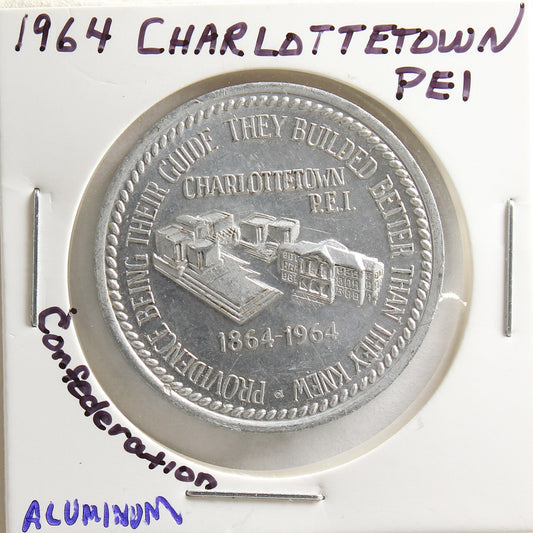 1964 CHARLOTTETOWN
PEI
PROVIDENCE BEING THEIR GUIDE THEY BUILDED BETTER THAN THEY KNEW
CHARLOTTETOWN
P.E.I.
1864-1964
Confederation
ALUMINUM